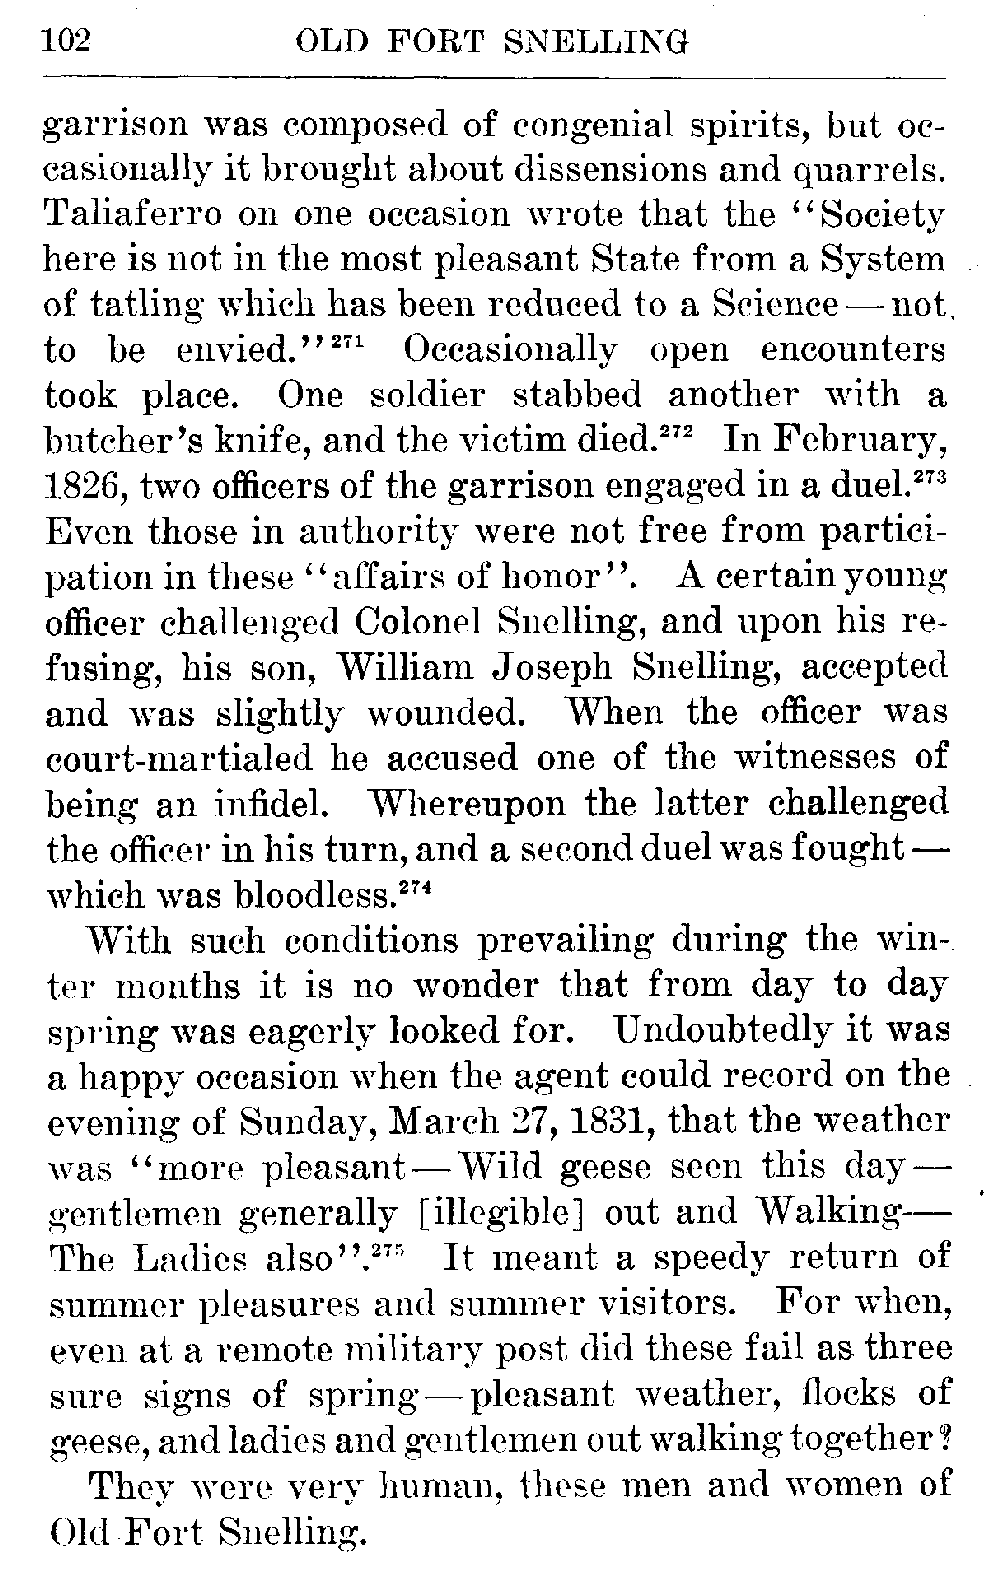 102 OLD FORT SNELLING
garrison was composed of congenial spirits, but oc-
casionally it brought about dissensions and quarrels.
Taliaferro on one occasion wrote that the ‘‘Society
here is not in the most pleasant State from a System
of tatling which has been reduced to a Science—not
to be envied.’’²⁷¹ Occasionally open encounters
took place. One soldier stabbed another with a
butcher’s knife, and the victim died.²⁷² In February,
1826, two officers of the garrison engaged in a duel.²⁷³
Even those in authority were not free from partici-
pation in these ‘‘affairs of honor’’. A certain young
officer challenged Colonel Snelling, and upon his re-
fusing, his son, William Joseph Snelling, accepted
and was slightly wounded. When the officer was
court-martialed he accused one of the witnesses of
being an infidel. Whereupon the latter challenged
the officer in his turn, and a second duel was fought—
which was bloodless.²⁷⁴
With such conditions prevailing during the win-
ter months it is no wonder that from day to day
spring was eagerly looked for. Undoubtedly it was
a happy occasion when the agent could record on the
evening of Sunday, March 27, 1831, that the weather
was ‘‘more pleasant—Wild geese seen this day—
gentlemen generally [illegible] out and Walking—
The Ladies also’’.²⁷⁵ It meant a speedy return of
summer pleasures and summer visitors. For when,
even at a remote military post did these fail as three
sure signs of spring—pleasant weather, flocks of
geese, and ladies and gentlemen out walking together?
They were very human, these men and women of
Old Fort Snelling.